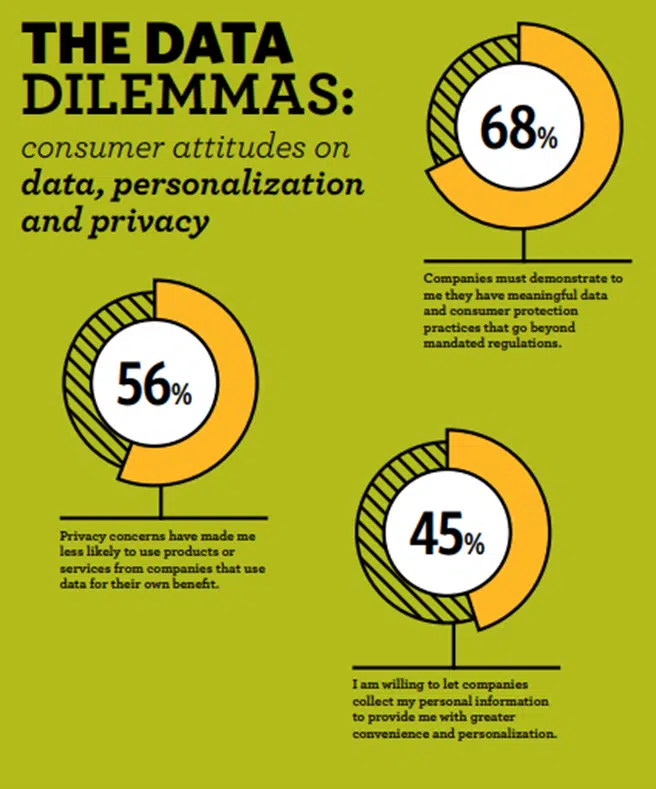 THE DATA
DILEMMAS:
consumer attitudes on
data, personalization
and privacy
68%
Companies must demonstrate to
me they have meaningful data
and consumer protection
practices that go beyond
mandated regulations.
56%
Privacy concerns have made me
less likely to use products or
services from companies that use
data for their own benefit.
45%
I am willing to let companies
collect my personal information
to provide me with greater
convenience and personalization.